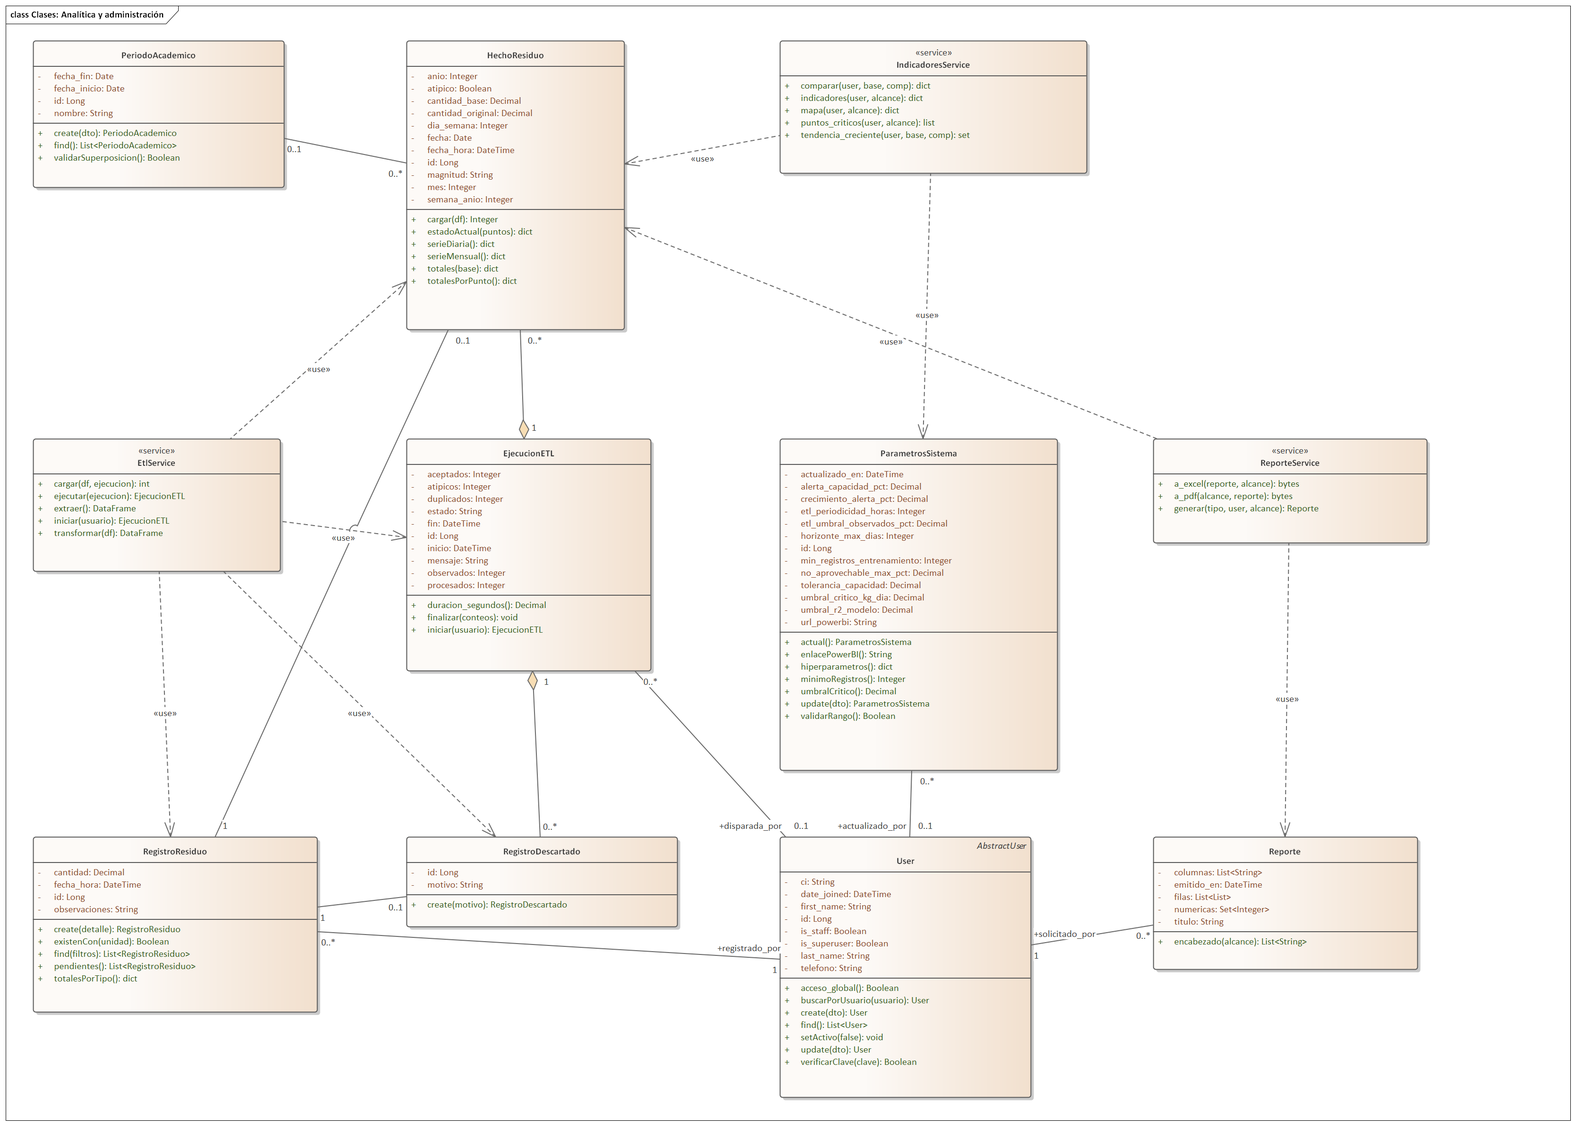 class Clases: Analítica y administración
PeriodoAcademico
- fecha_fin: Date
- fecha_inicio: Date
- id: Long
- nombre: String
+ create(dto): PeriodoAcademico
+ find(): List<PeriodoAcademico>
+ validarSuperposicion(): Boolean
0..1
0..*
HechoResiduo
- anio: Integer
- atipico: Boolean
- cantidad_base: Decimal
- cantidad_original: Decimal
- dia_semana: Integer
- fecha: Date
- fecha_hora: DateTime
- id: Long
- magnitud: String
- mes: Integer
- semana_anio: Integer
+ cargar(df): Integer
+ estadoActual(puntos): dict
+ serieDiaria(): dict
+ serieMensual(): dict
+ totales(base): dict
+ totalesPorPunto(): dict
«service»
IndicadoresService
+ comparar(user, base, comp): dict
+ indicadores(user, alcance): dict
+ mapa(user, alcance): dict
+ puntos_criticos(user, alcance): list
+ tendencia_creciente(user, base, comp): set
«use»
«use»
«use»
«use»
0..1
0..*
1
«service»
EtlService
+ cargar(df, ejecucion): int
+ ejecutar(ejecucion): EjecucionETL
+ extraer(): DataFrame
+ iniciar(usuario): EjecucionETL
+ transformar(df): DataFrame
«use»
EjecucionETL
- aceptados: Integer
- atipicos: Integer
- duplicados: Integer
- estado: String
- fin: DateTime
- id: Long
- inicio: DateTime
- mensaje: String
- observados: Integer
- procesados: Integer
+ duracion_segundos(): Decimal
+ finalizar(conteos): void
+ iniciar(usuario): EjecucionETL
ParametrosSistema
- actualizado_en: DateTime
- alerta_capacidad_pct: Decimal
- crecimiento_alerta_pct: Decimal
- etl_periodicidad_horas: Integer
- etl_umbral_observados_pct: Decimal
- horizonte_max_dias: Integer
- id: Long
- min_registros_entrenamiento: Integer
- no_aprovechable_max_pct: Decimal
- tolerancia_capacidad: Decimal
- umbral_critico_kg_dia: Decimal
- umbral_r2_modelo: Decimal
- url_powerbi: String
+ actual(): ParametrosSistema
+ enlacePowerBI(): String
+ hiperparametros(): dict
+ minimoRegistros(): Integer
+ umbralCritico(): Decimal
+ update(dto): ParametrosSistema
+ validarRango(): Boolean
«service»
ReporteService
+ a_excel(reporte, alcance): bytes
+ a_pdf(alcance, reporte): bytes
+ generar(tipo, user, alcance): Reporte
1
0..*
«use»
«use»
«use»
0..*
1
0..*
+disparada_por
0..1
+actualizado_por
0..1
RegistroResiduo
- cantidad: Decimal
- fecha_hora: DateTime
- id: Long
- observaciones: String
+ create(detalle): RegistroResiduo
+ existenCon(unidad): Boolean
+ find(filtros): List<RegistroResiduo>
+ pendientes(): List<RegistroResiduo>
+ totalesPorTipo(): dict
1
0..1
0..*
+registrado_por
1
RegistroDescartado
- id: Long
- motivo: String
+ create(motivo): RegistroDescartado
AbstractUser
User
- ci: String
- date_joined: DateTime
- first_name: String
- id: Long
- is_staff: Boolean
- is_superuser: Boolean
- last_name: String
- telefono: String
+ acceso_global(): Boolean
+ buscarPorUsuario(usuario): User
+ create(dto): User
+ find(): List<User>
+ setActivo(false): void
+ update(dto): User
+ verificarClave(clave): Boolean
+solicitado_por
1
0..*
Reporte
- columnas: List<String>
- emitido_en: DateTime
- filas: List<List>
- numericas: Set<Integer>
- titulo: String
+ encabezado(alcance): List<String>